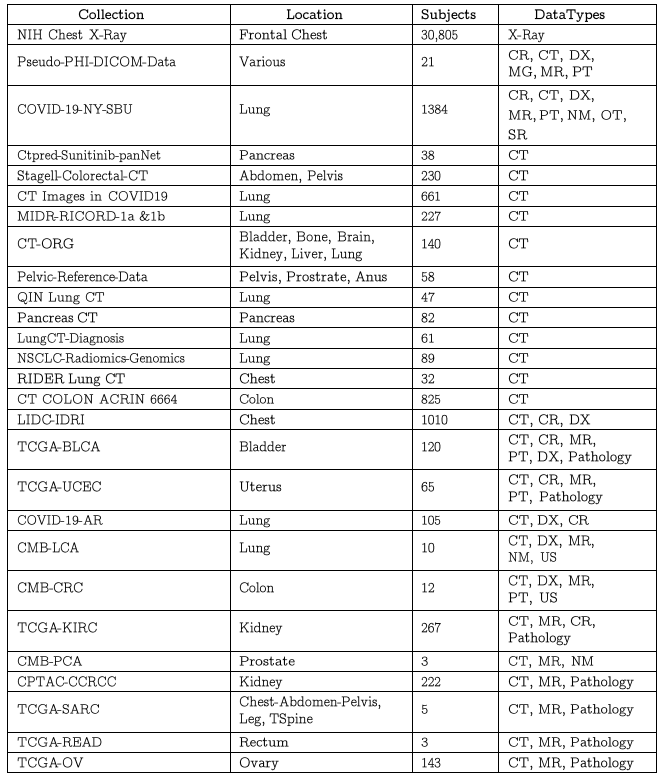 Collection Location Subjects DataTypes
NIH Chest X-Ray Frontal Chest 30,805 X-Ray
Pseudo-PHI-DICOM-Data Various 21 CR, CT, DX,
MG, MR, PT
COVID-19-NY-SBU Lung 1384 CR, CT, DX,
MR, PT, NM, OT,
SR
Ctpred-Sunitinib-panNet Pancreas 38 CT
StageII-Colorectal-CT Abdomen, Pelvis 230 CT
CT Images in COVID19 Lung 661 CT
MIDR-RICORD-1a &1b Lung 227 CT
CT-ORG Bladder, Bone, Brain, 140 CT
Kidney, Liver, Lung
Pelvic-Reference-Data Pelvis, Prostrate, Anus 58 CT
QIN Lung CT Lung 47 CT
Pancreas CT Pancreas 82 CT
LungCT-Diagnosis Lung 61 CT
NSCLC-Radiomics-Genomics Lung 89 CT
RIDER Lung CT Chest 32 CT
CT COLON ACRIN 6664 Colon 825 CT
LIDC-IDRI Chest 1010 CT, CR, DX
TCGA-BLCA Bladder 120 CT, CR, MR,
PT, DX, Pathology
TCGA-UCEC Uterus 65 CT, CR, MR,
PT, Pathology
COVID-19-AR Lung 105 CT, DX, CR
CMB-LCA Lung 10 CT, DX, MR,
NM, US
CMB-CRC Colon 12 CT, DX, MR,
PT, US
TCGA-KIRC Kidney 267 CT, MR, CR,
Pathology
CMB-PCA Prostate 3 CT, MR, NM
CPTAC-CCRCC Kidney 222 CT, MR, Pathology
TCGA-SARC Chest-Abdomen-Pelvis, 5 CT, MR, Pathology
Leg, TSpine
TCGA-READ Rectum 3 CT, MR, Pathology
TCGA-OV Ovary 143 CT, MR, Pathology